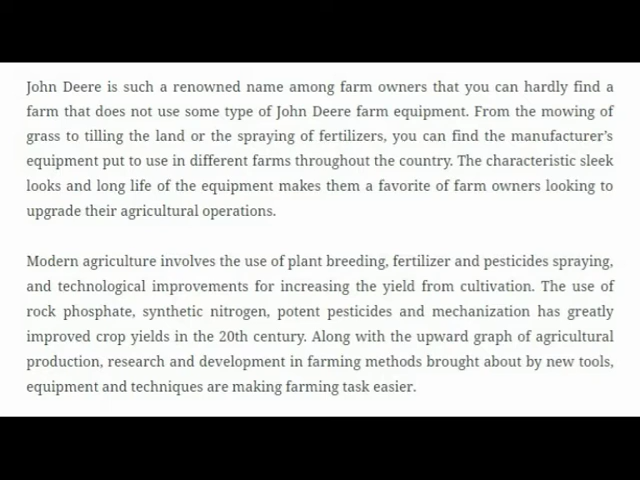 John Deere is such a renowned name among farm owners that you can hardly find a
farm that does not use some type of John Deere farm equipment. From the mowing of
grass to tilling the land or the spraying of fertilizers, you can find the manufacturer's
equipment put to use in different farms throughout the country. The characteristic sleek
looks and long life of the equipment makes them a favorite of farm owners looking to
upgrade their agricultural operations.
Modern agriculture involves the use of plant breeding, fertilizer and pesticides spraying,
and technological improvements for increasing the yield from cultivation. The use of
rock phosphate, synthetic nitrogen, potent pesticides and mechanization has greatly
improved crop yields in the 20th century. Along with the upward graph of agricultural
production, research and development in farming methods brought about by new tools,
equipment and techniques are making farming task easier.